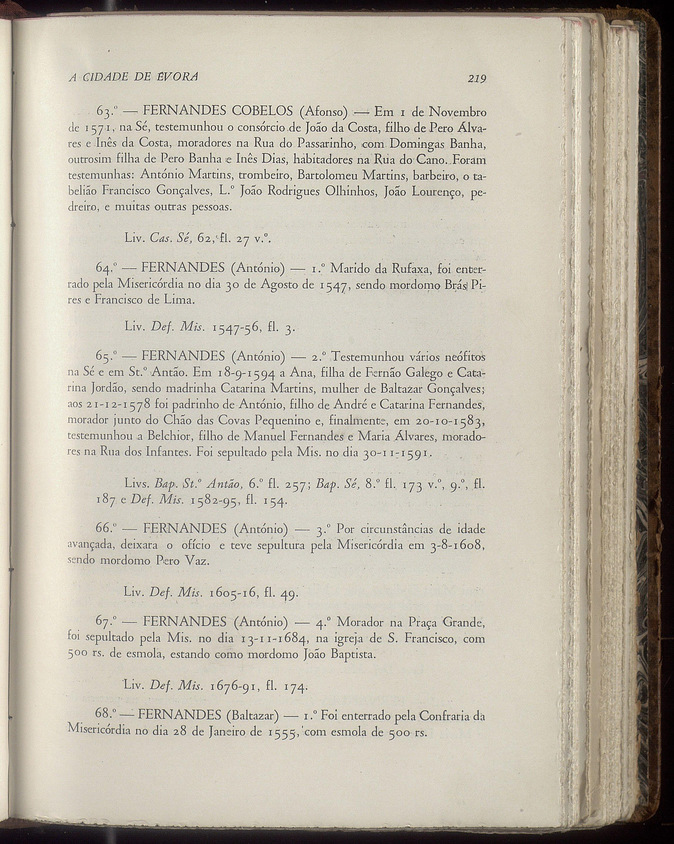 A CIDADE DE ÉVORA 219
63.º — FERNANDES COBELOS (Afonso) — Em 1 de Novembro
de 1571, na Sé, testemunhou o consórcio de João da Costa, filho de Pero Álva-
res e Inês da Costa, moradores na Rua do Passarinho, com Domingas Banha,
outrosim filha de Pero Banha e Inês Dias, habitadores na Rua do Cano. Foram
testemunhas: António Martins, trombeiro, Bartolomeu Martins, barbeiro, o ta-
belião Francisco Gonçalves, L.º João Rodrigues Olhinhos, João Lourenço, pe-
dreiro, e muitas outras pessoas.
Liv. Cas. Sé, 62, fl. 27 v.º.
64.º — FERNANDES (António) — 1.º Marido da Rufaxa, foi enter-
rado pela Misericórdia no dia 30 de Agosto de 1547, sendo mordomo Brás Pi-
res e Francisco de Lima.
Liv. Def. Mis. 1547-56, fl. 3.
65.º — FERNANDES (António) — 2.º Testemunhou vários neófitos
na Sé e em St.º Antão. Em 18-9-1594 a Ana, filha de Fernão Galego e Cata-
rina Jordão, sendo madrinha Catarina Martins, mulher de Baltazar Gonçalves;
aos 21-12-1578 foi padrinho de António, filho de André e Catarina Fernandes,
morador junto do Chão das Covas Pequenino e, finalmente, em 20-10-1583,
testemunhou a Belchior, filho de Manuel Fernandes e Maria Álvares, morado-
res na Rua dos Infantes. Foi sepultado pela Mis. no dia 30-11-1591.
Livs. Bap. St.º Antão, 6.º fl. 257; Bap. Sé, 8.º fl. 173 v.º, 9.º, fl.
187 e Def. Mis. 1582-95, fl. 154.
66.º — FERNANDES (António) — 3.º Por circunstâncias de idade
avançada, deixara o ofício e teve sepultura pela Misericórdia em 3-8-1608,
sendo mordomo Pero Vaz.
Liv. Def. Mis. 1605-16, fl. 49.
67.º — FERNANDES (António) — 4.º Morador na Praça Grande,
foi sepultado pela Mis. no dia 13-11-1684, na igreja de S. Francisco, com
500 rs. de esmola, estando como mordomo João Baptista.
Liv. Def. Mis. 1676-91, fl. 174.
68.º — FERNANDES (Baltazar) — 1.º Foi enterrado pela Confraria da
Misericórdia no dia 28 de Janeiro de 1555, com esmola de 500 rs.